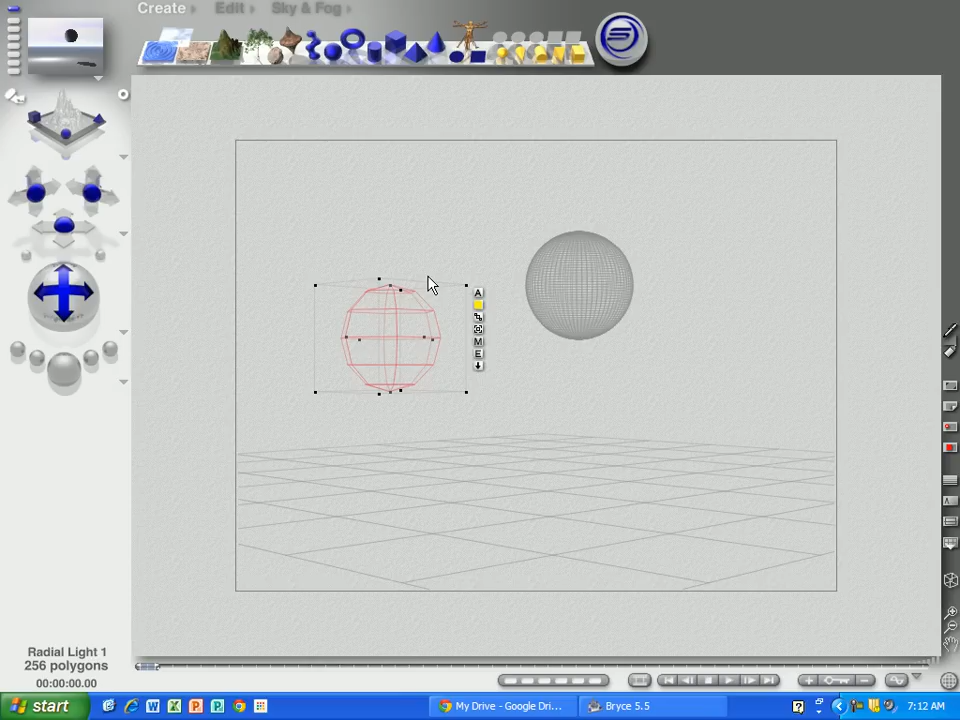 Create
Edit
Sky & Fog
A
M
E
Radial Light 1
256 polygons
00:00:00.00
start
My Drive - Google Dri...
Bryce 5.5
7:12 AM